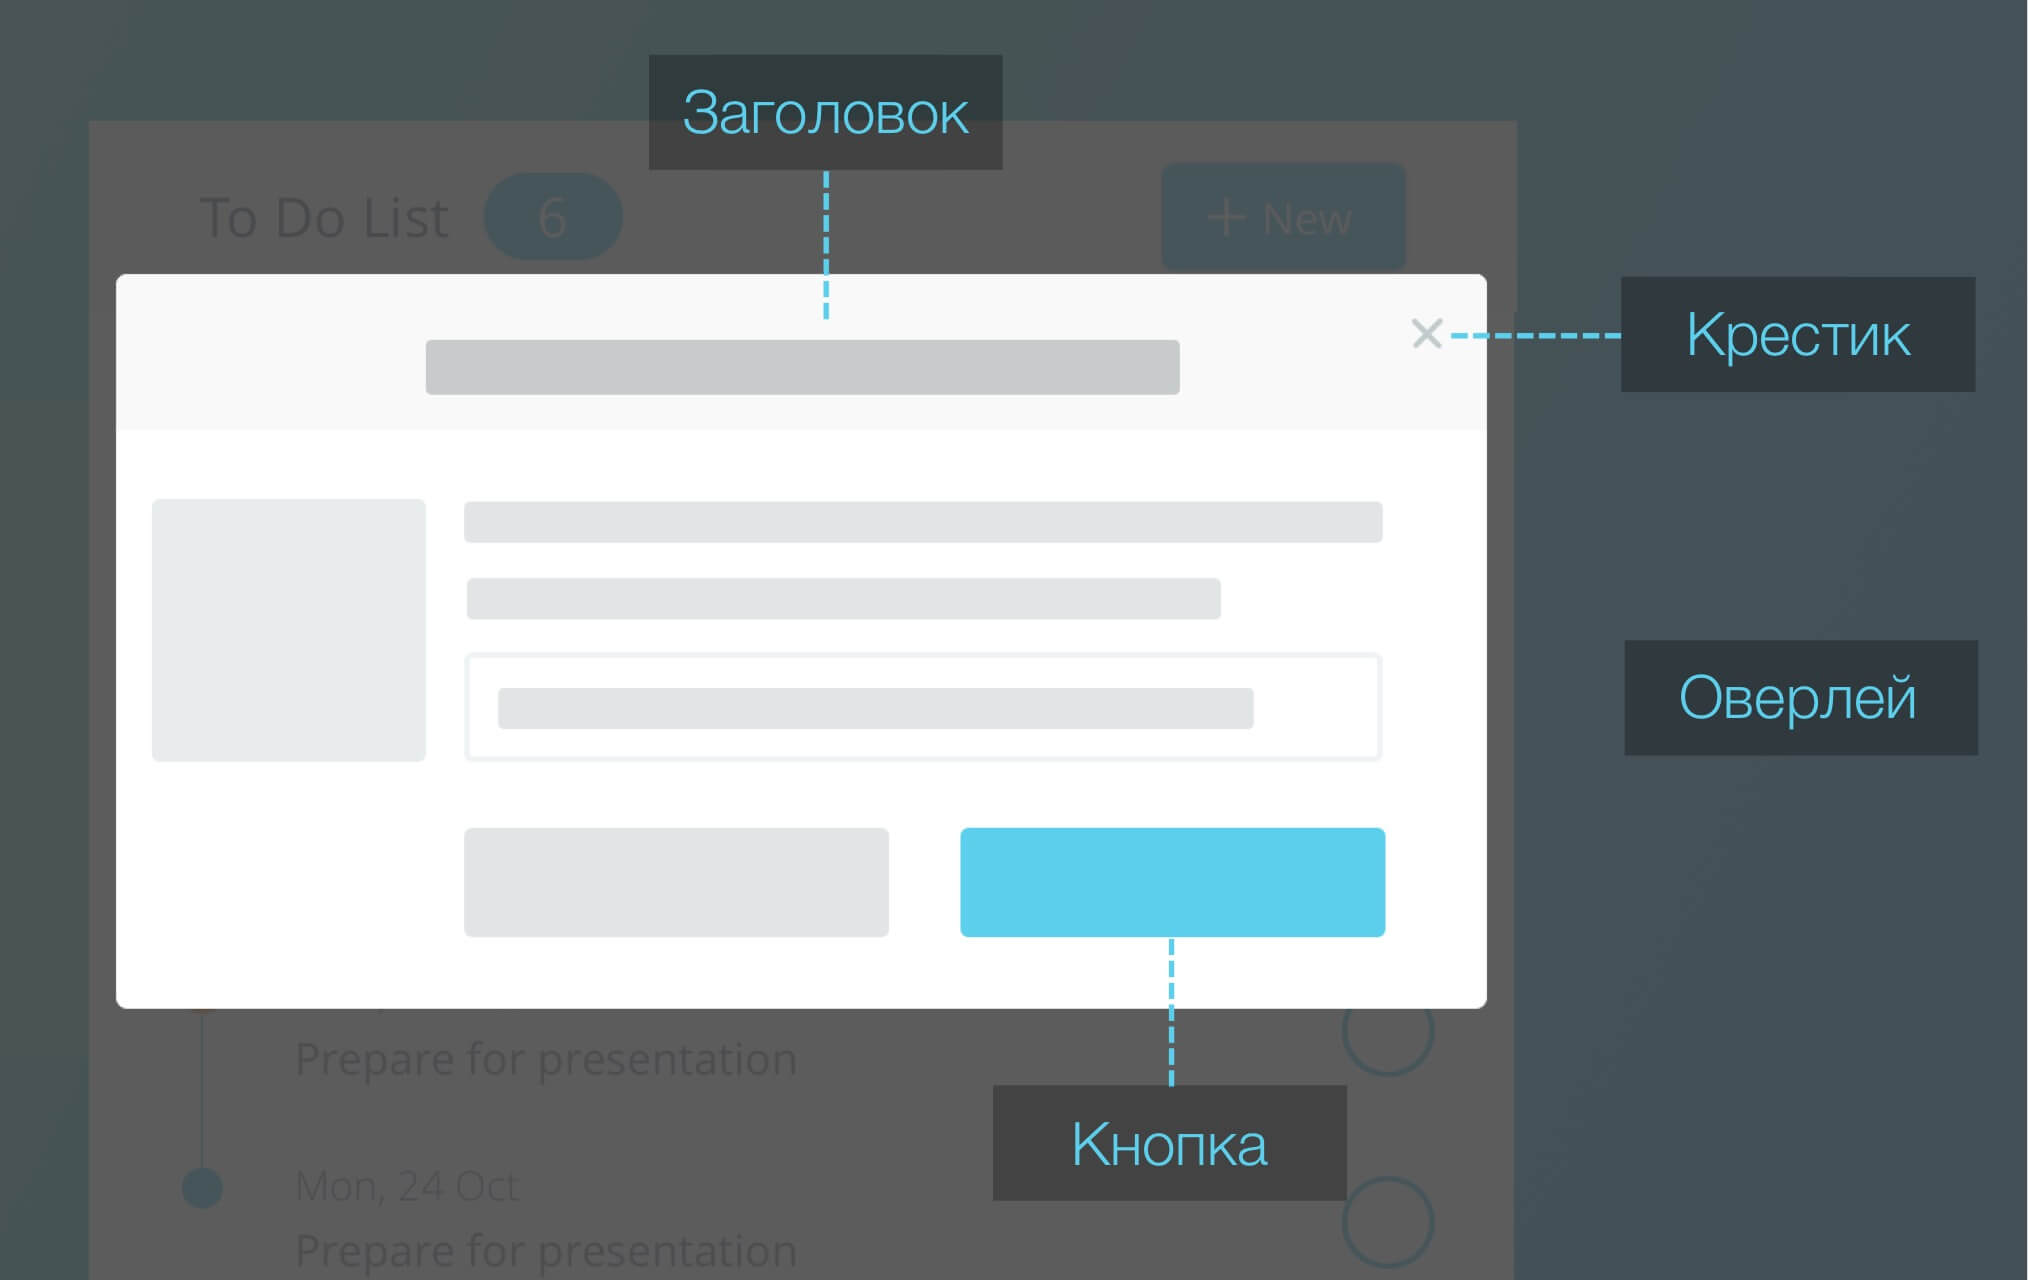 Заголовок
To Do List 6
+ New
Крестик
Оверлей
Prepare for presentation
Кнопка
Mon, 24 Oct
Prepare for presentation